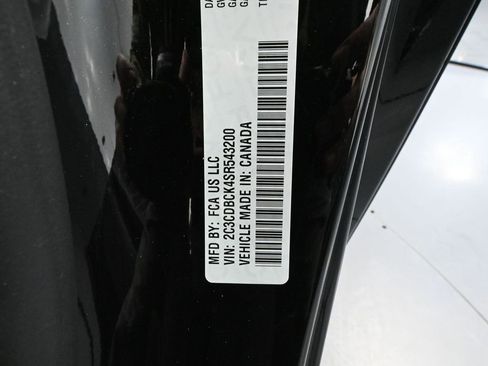 MFD BY: FCA US LLC
VIN: 2C3CDBCK4SR543200
VEHICLE MADE IN: CANADA